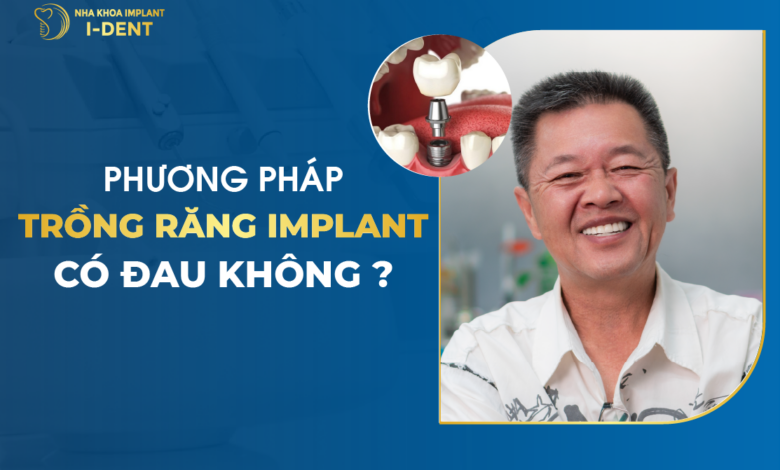 NHA KHOA IMPLANT
I-DENT
PHƯƠNG PHÁP
TRỒNG RĂNG IMPLANT
CÓ ĐAU KHÔNG ?